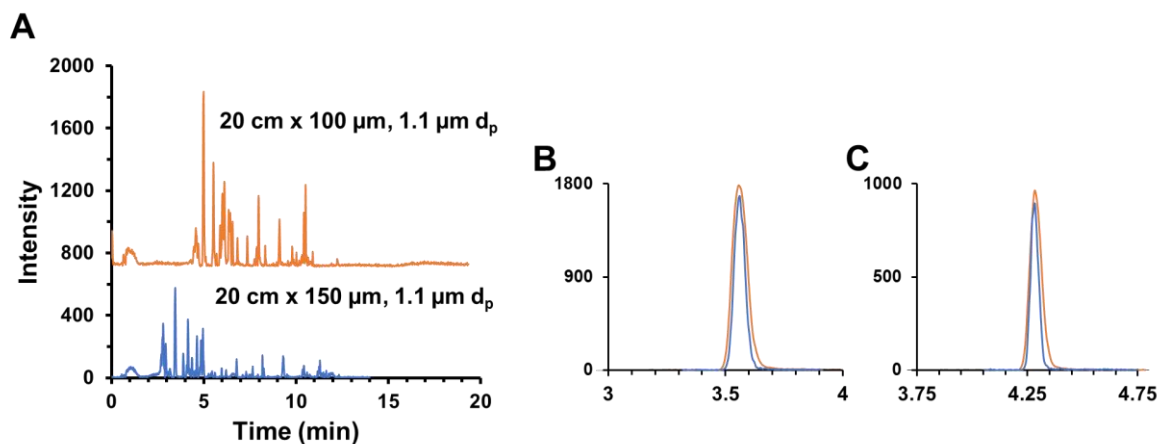 A
2000
1600
1200
800
400
0
Intensity
20 cm x 100 µm, 1.1 µm dp
20 cm x 150 µm, 1.1 µm dp
0 5 10 15 20
Time (min)
B
1800
900
0
3 3.5 4
C
1000
500
0
3.75 4.25 4.75